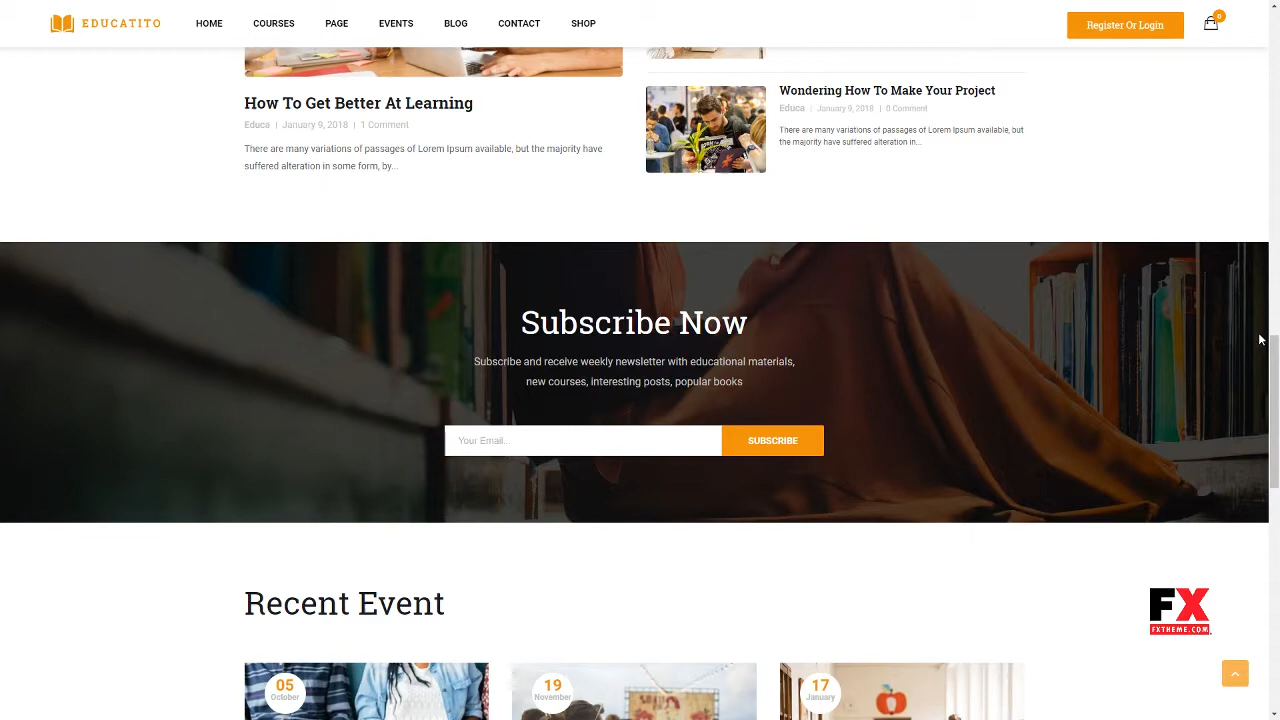 EDUCATITO
HOME COURSES PAGE EVENTS BLOG CONTACT SHOP
Register Or Login
0
How To Get Better At Learning
Educa | January 9, 2018 | 1 Comment
There are many variations of passages of Lorem Ipsum available, but the majority have
suffered alteration in some form, by...
Wondering How To Make Your Project
Educa | January 9, 2018 | 0 Comment
There are many variations of passages of Lorem Ipsum available, but the
majority have suffered alteration in...
Subscribe Now
Subscribe and receive weekly newsletter with educational materials,
new courses, interesting posts, popular books
Your Email...
SUBSCRIBE
Recent Event
FX
FXTHEME.COM
05
October
19
November
17
January